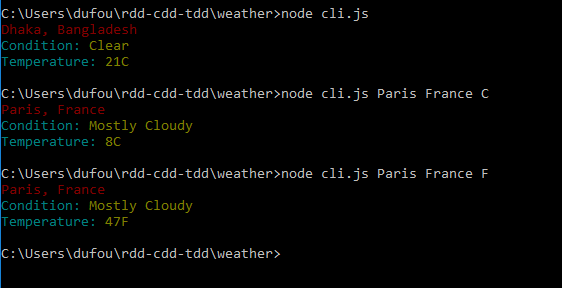 C:\Users\dufou\rdd-cdd-tdd\weather>node cli.js
Dhaka, Bangladesh
Condition: Clear
Temperature: 21C
C:\Users\dufou\rdd-cdd-tdd\weather>node cli.js Paris France C
Paris, France
Condition: Mostly Cloudy
Temperature: 8C
C:\Users\dufou\rdd-cdd-tdd\weather>node cli.js Paris France F
Paris, France
Condition: Mostly Cloudy
Temperature: 47F
C:\Users\dufou\rdd-cdd-tdd\weather>